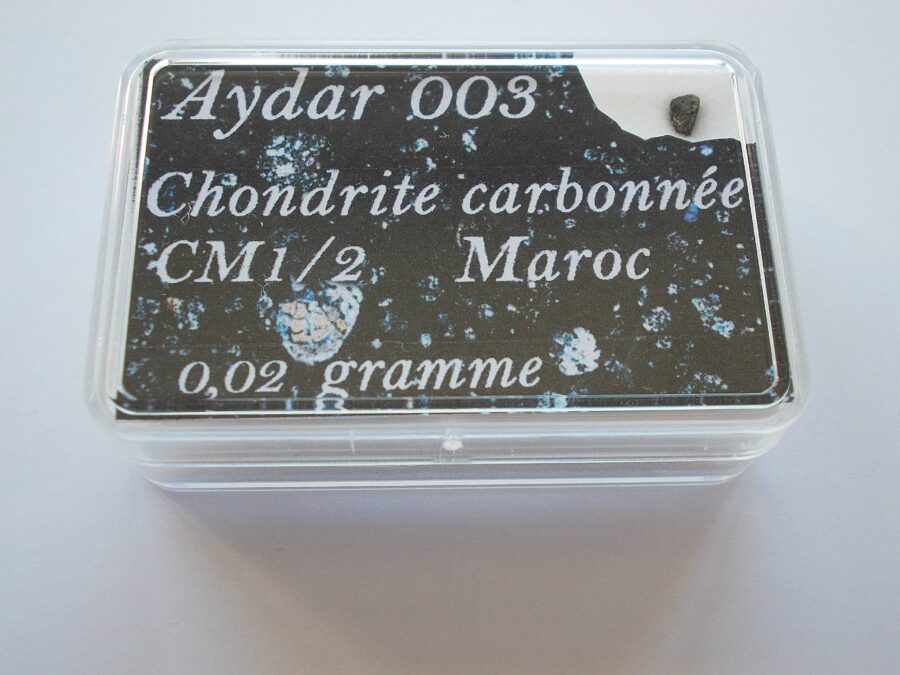 Aydar 003
Chondrite carbonnée
CM1/2 Maroc
0,02 gramme